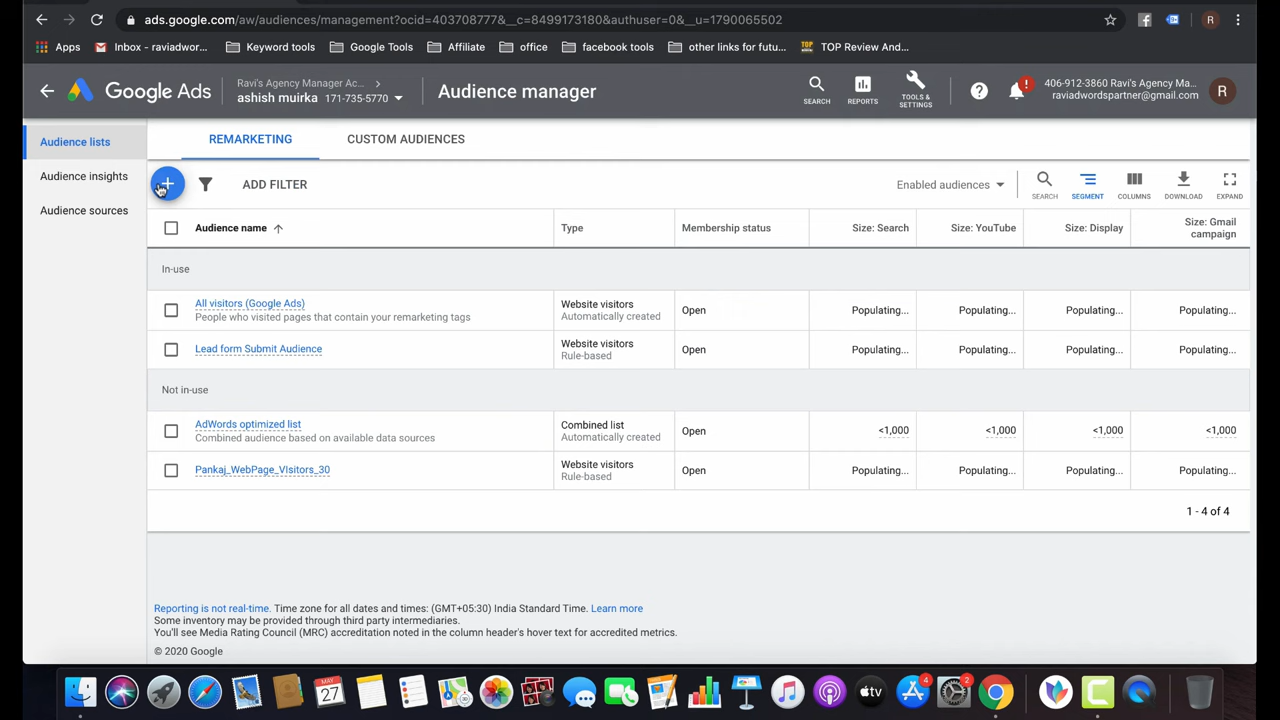 ads.google.com/aw/audiences/management?ocid=403708777&__c=8499173180&authuser=0&__u=1790065502
R
Apps
Inbox - raviadwor...
Keyword tools
Google Tools
Affiliate
office
facebook tools
other links for futu...
TOP Review And...
Google Ads
Ravi's Agency Manager Ac...
ashish muirka 171-735-5770
Audience manager
SEARCH
REPORTS
TOOLS &
SETTINGS
406-912-3860 Ravi's Agency Ma...
raviadwordspartner@gmail.com
R
Audience lists
Audience insights
Audience sources
REMARKETING
CUSTOM AUDIENCES
ADD FILTER
Enabled audiences
SEARCH
SEGMENT
COLUMNS
DOWNLOAD
EXPAND
Audience name
Type
Membership status
Size: Search
Size: YouTube
Size: Display
Size: Gmail
campaign
In-use
All visitors (Google Ads)
People who visited pages that contain your remarketing tags
Website visitors
Automatically created
Open
Populating...
Populating...
Populating...
Populating...
Lead form Submit Audience
Website visitors
Rule-based
Open
Populating...
Populating...
Populating...
Populating...
Not in-use
AdWords optimized list
Combined audience based on available data sources
Combined list
Automatically created
Open
<1,000
<1,000
<1,000
<1,000
Pankaj_WebPage_VIsitors_30
Website visitors
Rule-based
Open
Populating...
Populating...
Populating...
Populating...
1 - 4 of 4
Reporting is not real-time. Time zone for all dates and times: (GMT+05:30) India Standard Time. Learn more
Some inventory may be provided through third party intermediaries.
You'll see Media Rating Council (MRC) accreditation noted in the column header's hover text for accredited metrics.
© 2020 Google
MAY
27
tv
4
2